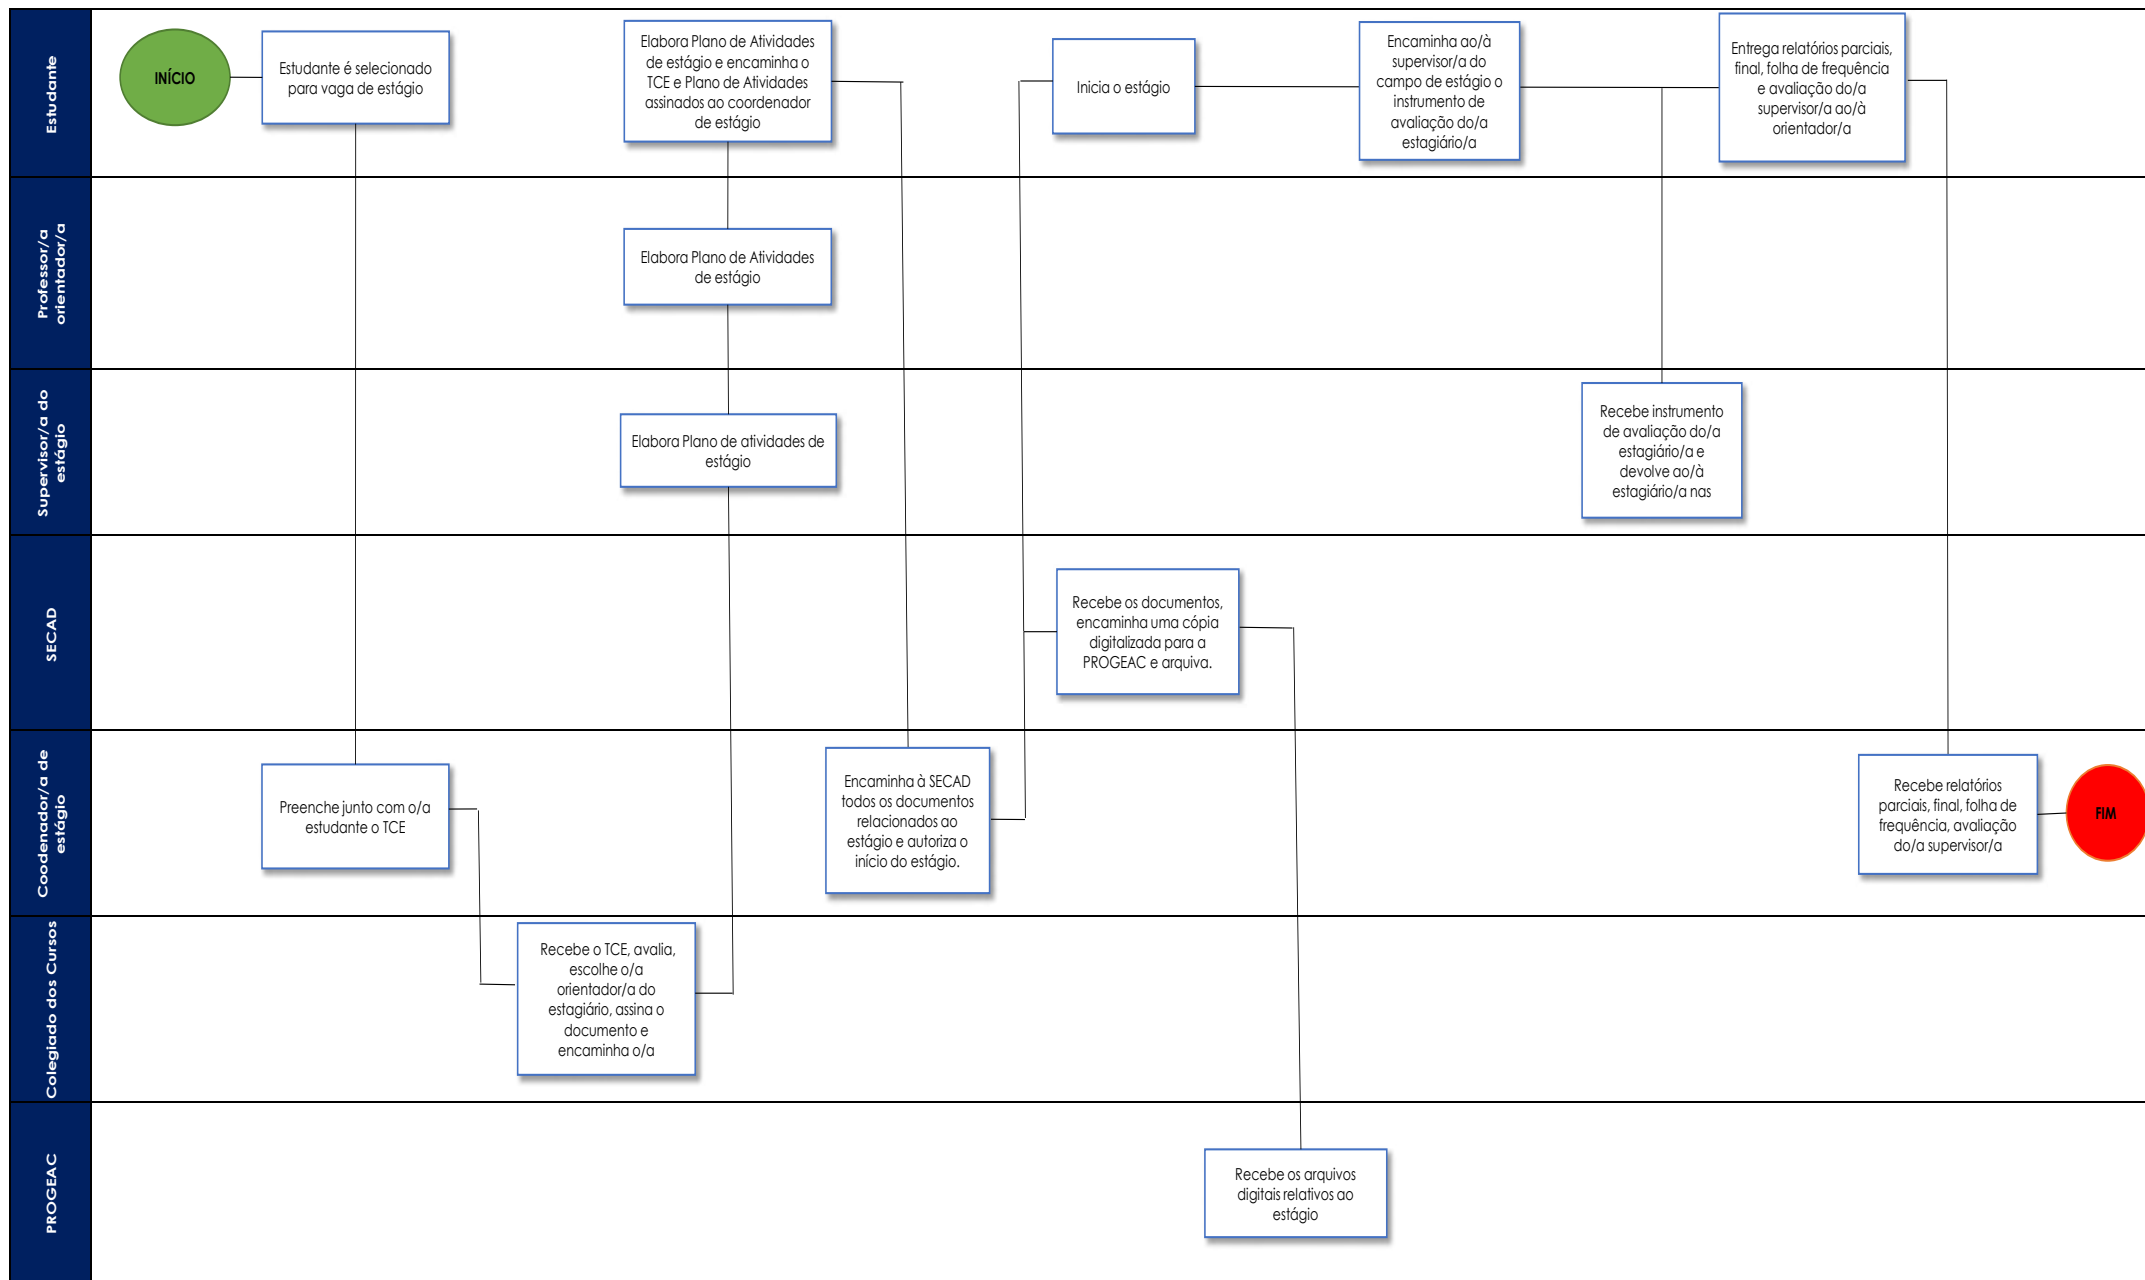 Estudante
INÍCIO
Estudante é selecionado
para vaga de estágio
Elabora Plano de Atividades
de estágio e encaminha o
TCE e Plano de Atividades
assinados ao coordenador
de estágio
Inicia o estágio
Encaminha ao/à
supervisor/a do
campo de estágio o
instrumento de
avaliação do/a
estagiário/a
Entrega relatórios parciais,
final, folha de frequência
e avaliação do/a
supervisor/a ao/à
orientador/a
Professor/a
orientador/a
Elabora Plano de Atividades
de estágio
Supervisor/a do
estágio
Elabora Plano de atividades de
estágio
Recebe instrumento
de avaliação do/a
estagiário/a e
devolve ao/à
estagiário/a nas
SECAD
Recebe os documentos,
encaminha uma cópia
digitalizada para a
PROGEAC e arquiva.
Coodenador/a de
estágio
Preenche junto com o/a
estudante o TCE
Encaminha à SECAD
todos os documentos
relacionados ao
estágio e autoriza o
início do estágio.
Recebe relatórios
parciais, final, folha de
frequência, avaliação
do/a supervisor/a
FIM
Colegiado dos Cursos
Recebe o TCE, avalia,
escolhe o/a
orientador/a do
estagiário, assina o
documento e
encaminha o/a
PROGEAC
Recebe os arquivos
digitais relativos ao
estágio